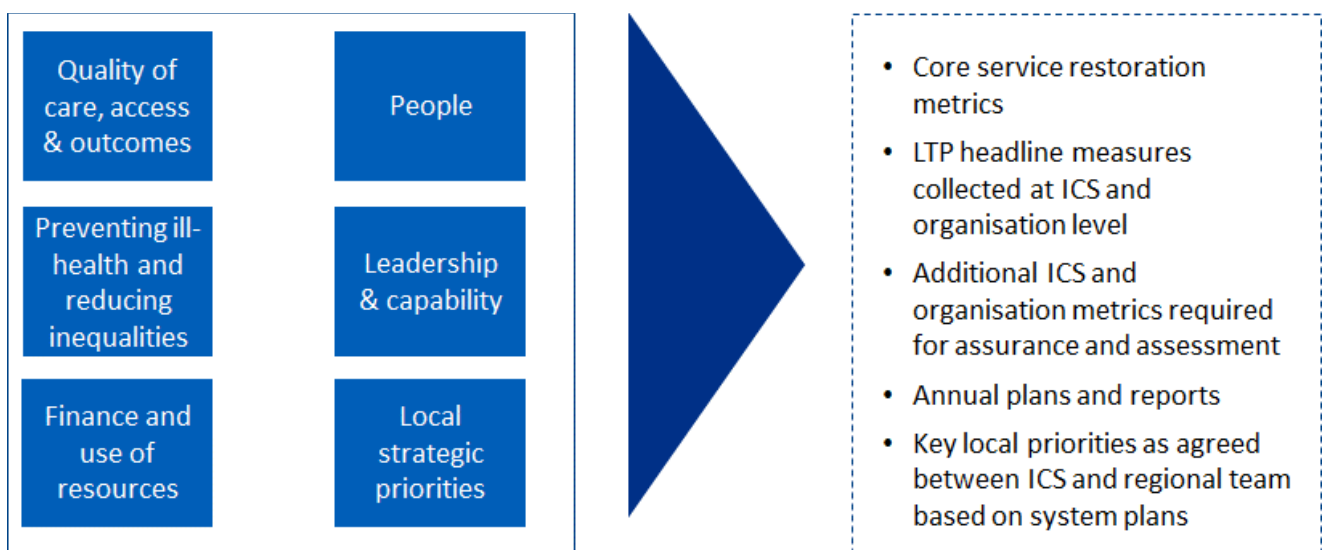 Quality of
care, access
& outcomes
People
Preventing ill-
health and
reducing
inequalities
Leadership
& capability
Finance and
use of
resources
Local
strategic
priorities
• Core service restoration
metrics
• LTP headline measures
collected at ICS and
organisation level
• Additional ICS and
organisation metrics required
for assurance and assessment
• Annual plans and reports
• Key local priorities as agreed
between ICS and regional team
based on system plans